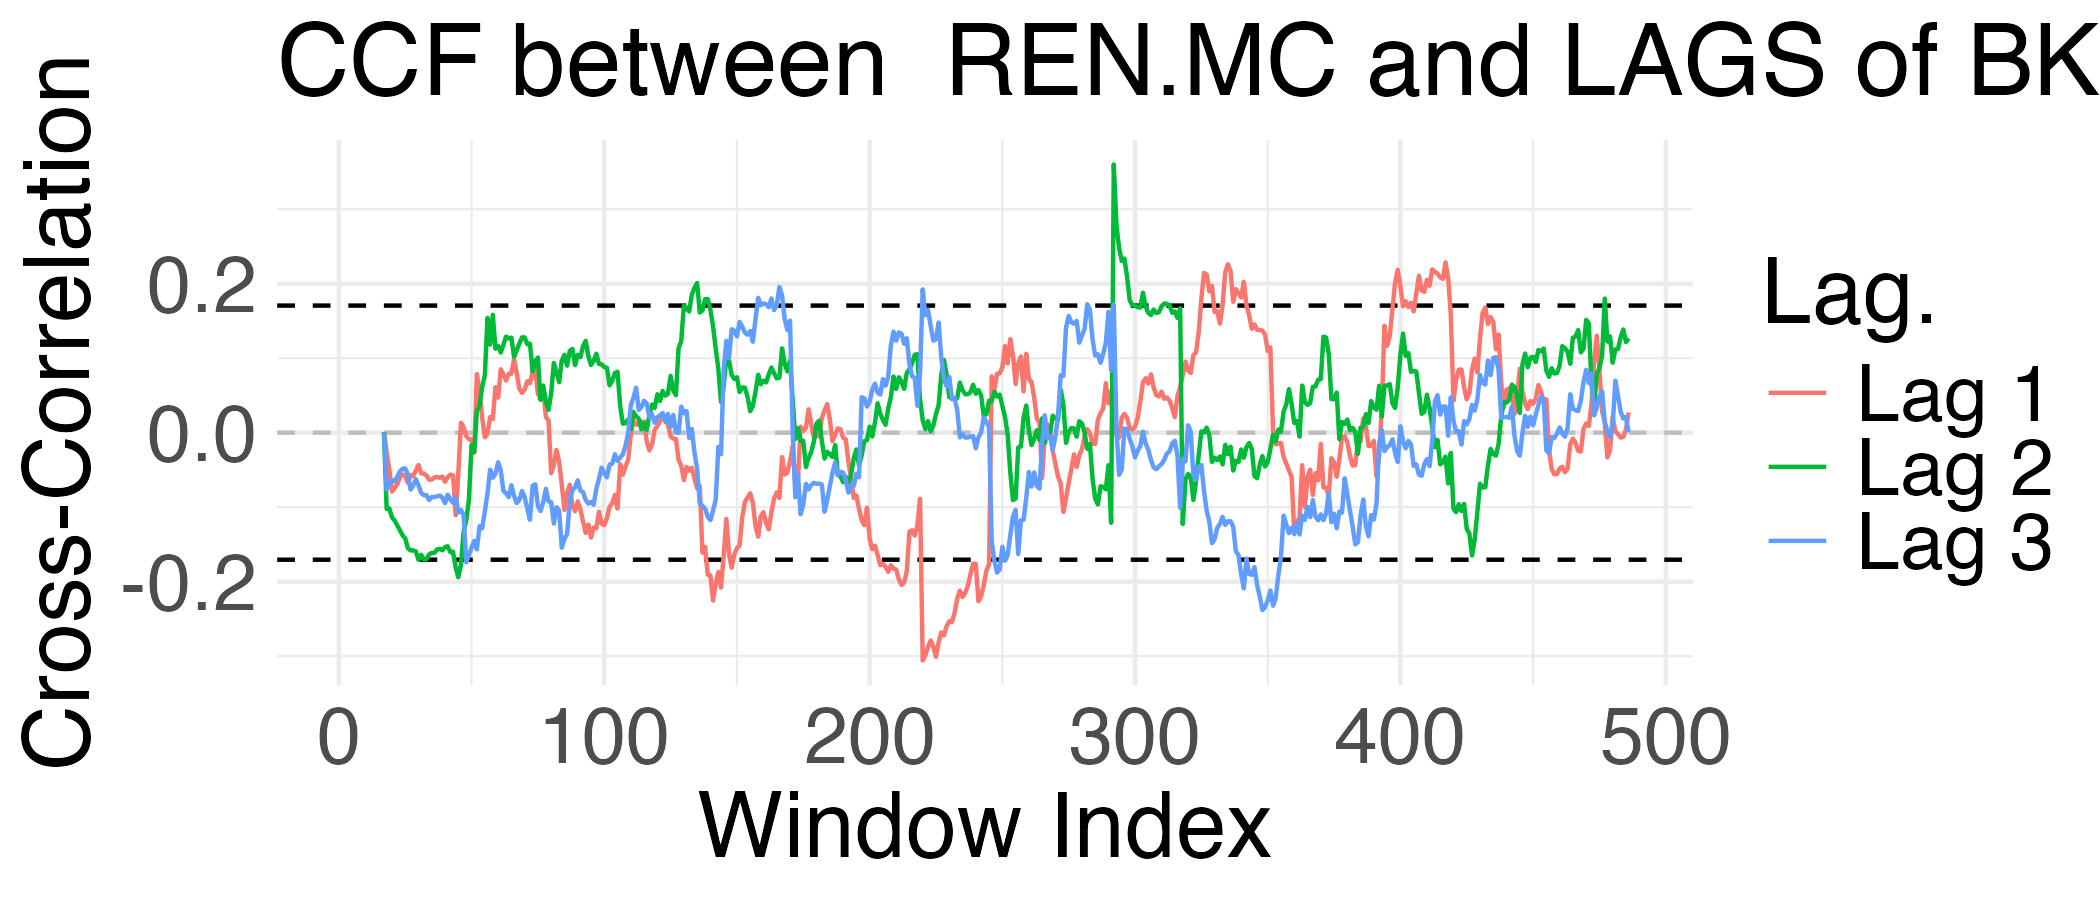 CCF between  REN.MC and LAGS of BK
Cross-Correlation
0.2
0.0
-0.2
0 100 200 300 400 500
Window Index
Lag.
Lag 1
Lag 2
Lag 3